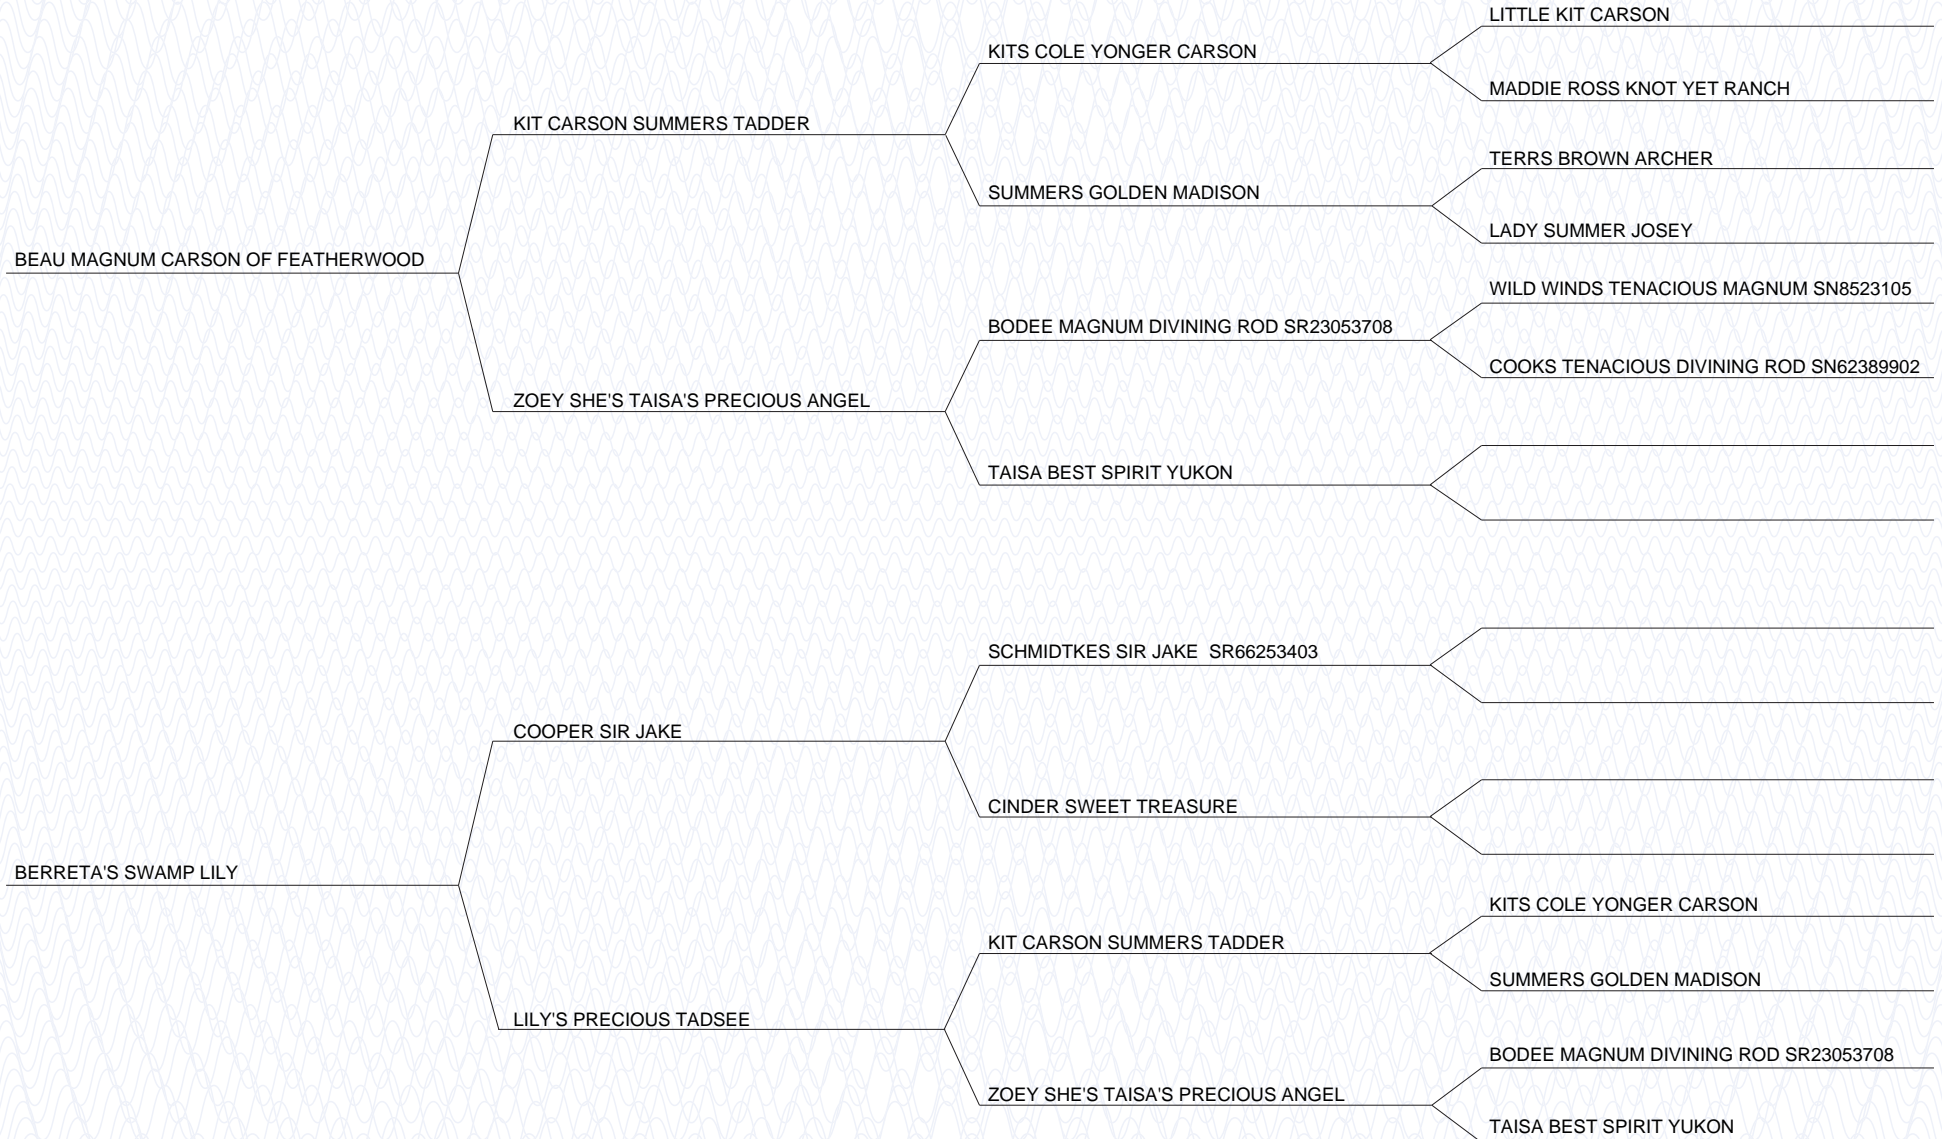 LITTLE KIT CARSON
KITS COLE YONGER CARSON
MADDIE ROSS KNOT YET RANCH
KIT CARSON SUMMERS TADDER
TERRS BROWN ARCHER
SUMMERS GOLDEN MADISON
LADY SUMMER JOSEY
BEAU MAGNUM CARSON OF FEATHERWOOD
WILD WINDS TENACIOUS MAGNUM SN8523105
BODEE MAGNUM DIVINING ROD SR23053708
COOKS TENACIOUS DIVINING ROD SN62389902
ZOEY SHE'S TAISA'S PRECIOUS ANGEL
TAISA BEST SPIRIT YUKON
SCHMIDTKES SIR JAKE  SR66253403
COOPER SIR JAKE
CINDER SWEET TREASURE
BERRETA'S SWAMP LILY
KITS COLE YONGER CARSON
KIT CARSON SUMMERS TADDER
SUMMERS GOLDEN MADISON
LILY'S PRECIOUS TADSEE
BODEE MAGNUM DIVINING ROD SR23053708
ZOEY SHE'S TAISA'S PRECIOUS ANGEL
TAISA BEST SPIRIT YUKON